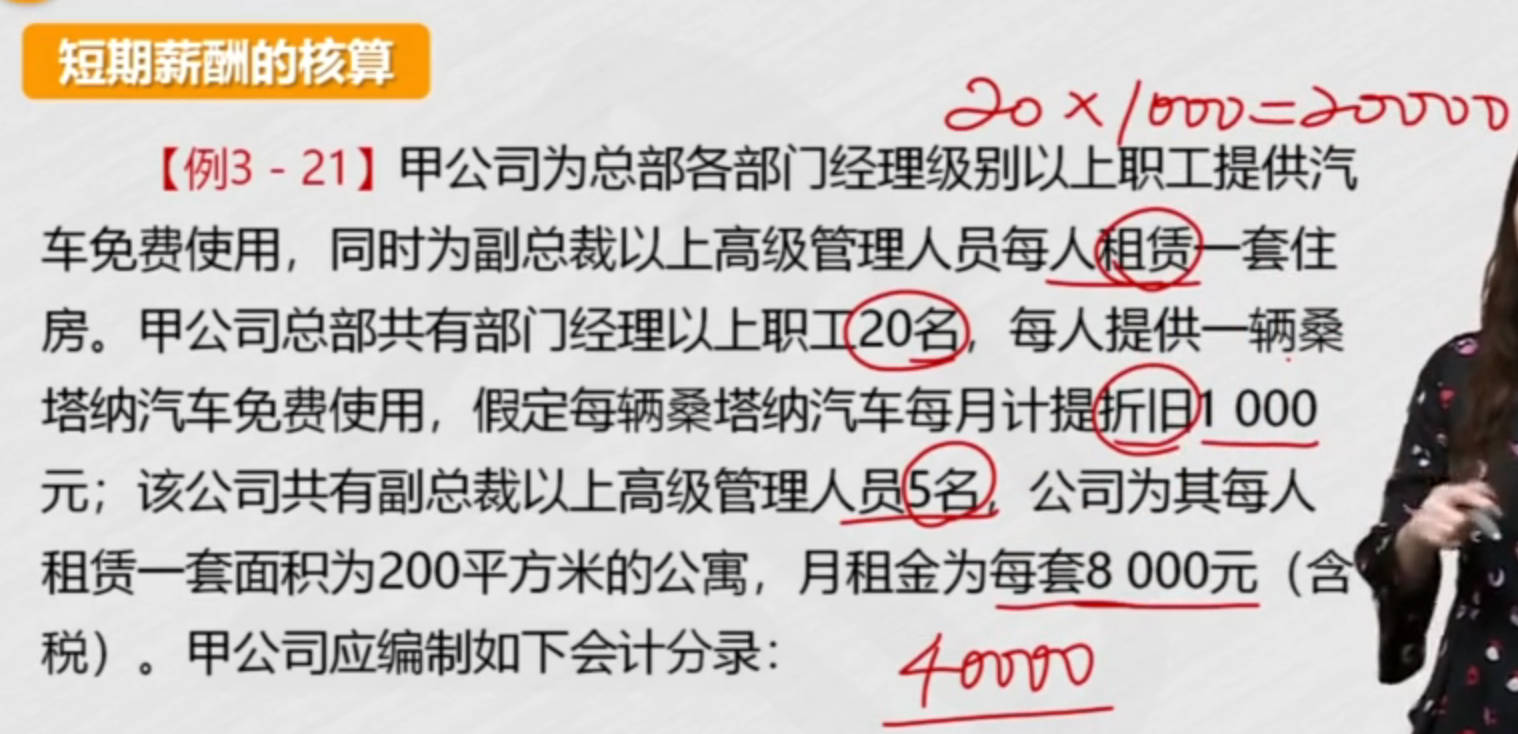 短期薪酬的核算
20×1000=20000
【例3-21】甲公司为总部各部门经理级别以上职工提供汽
车免费使用，同时为副总裁以上高级管理人员每人租赁一套住
房。甲公司总部共有部门经理以上职工20名，每人提供一辆桑
塔纳汽车免费使用，假定每辆桑塔纳汽车每月计提折旧1 000
元；该公司共有副总裁以上高级管理人员5名，公司为其每人
租赁一套面积为200平方米的公寓，月租金为每套8 000元（含
税）。甲公司应编制如下会计分录：
40000